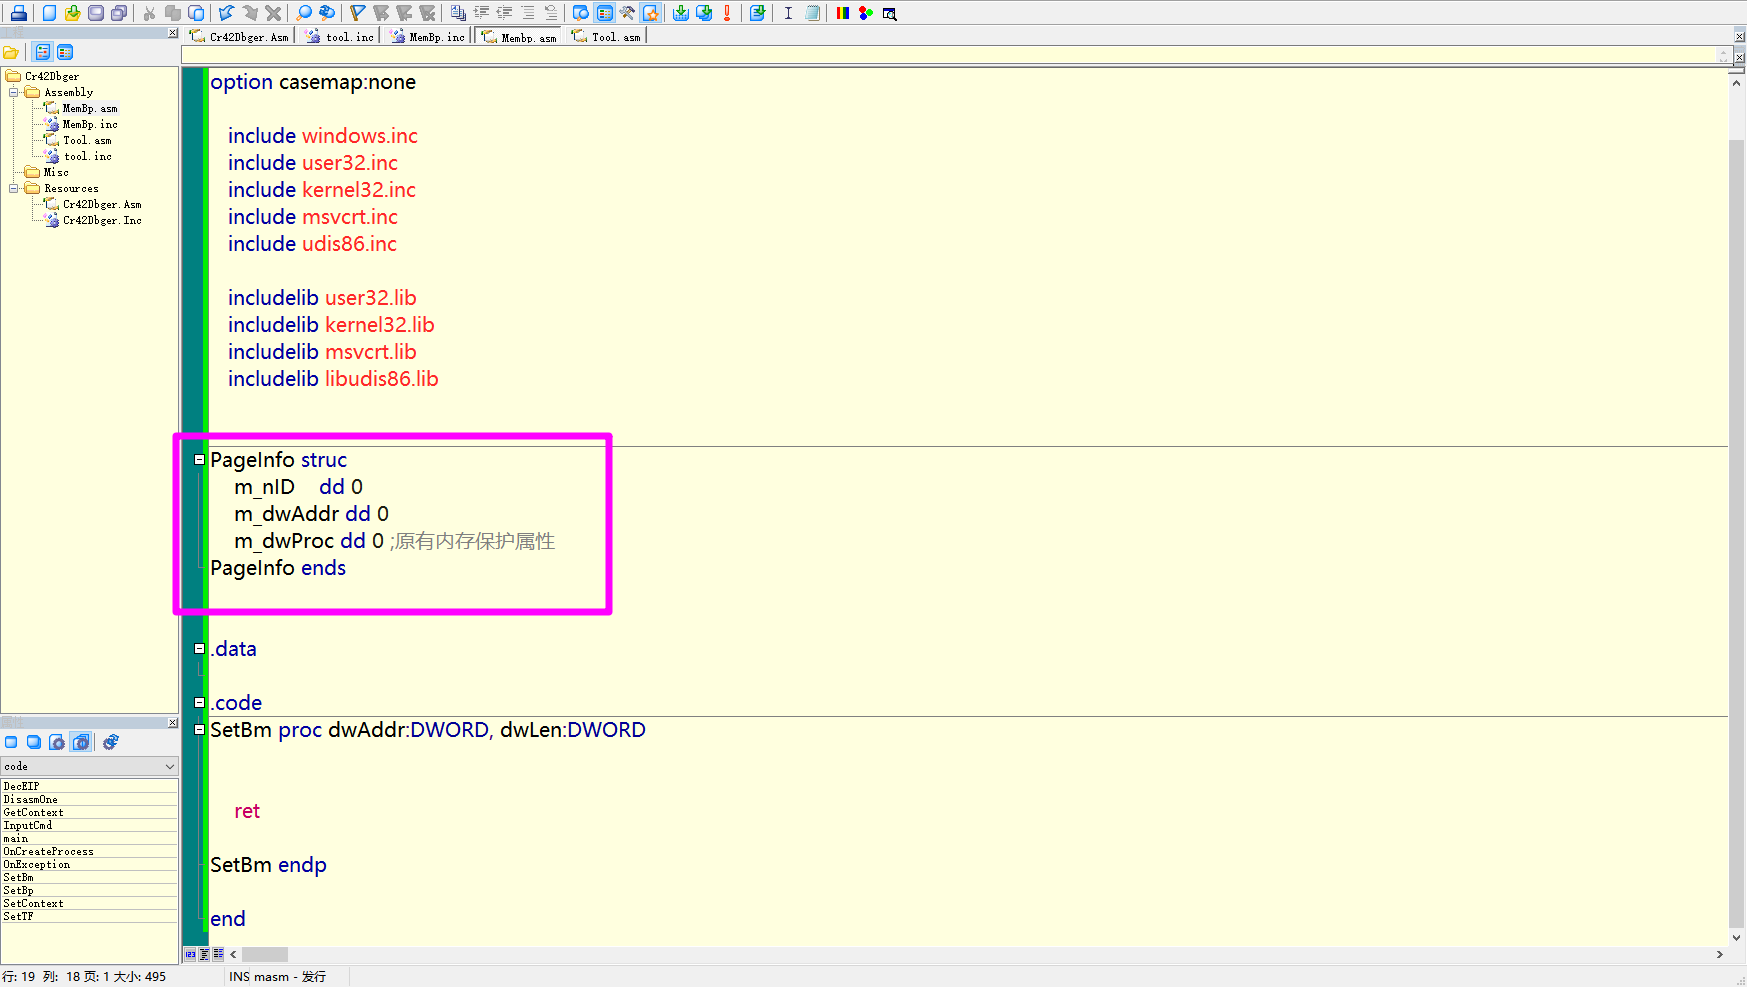 Cr42Dbger.Asm
tool.inc
MemBp.inc
Membp.asm
Tool.asm
Cr42Dbger
Assembly
MemBp.asm
MemBp.inc
Tool.asm
tool.inc
Misc
Resources
Cr42Dbger.Asm
Cr42Dbger.Inc
code
DecEIP
DisasmOne
GetContext
InputCmd
main
OnCreateProcess
OnException
SetBm
SetBp
SetContext
SetTF
option casemap:none
include windows.inc
include user32.inc
include kernel32.inc
include msvcrt.inc
include udis86.inc
includelib user32.lib
includelib kernel32.lib
includelib msvcrt.lib
includelib libudis86.lib
PageInfo struc
m_nID dd 0
m_dwAddr dd 0
m_dwProc dd 0 ;原有内存保护属性
PageInfo ends
.data
.code
SetBm proc dwAddr:DWORD, dwLen:DWORD
ret
SetBm endp
end
行: 19 列: 18 页: 1 大小: 495
INS masm - 发行